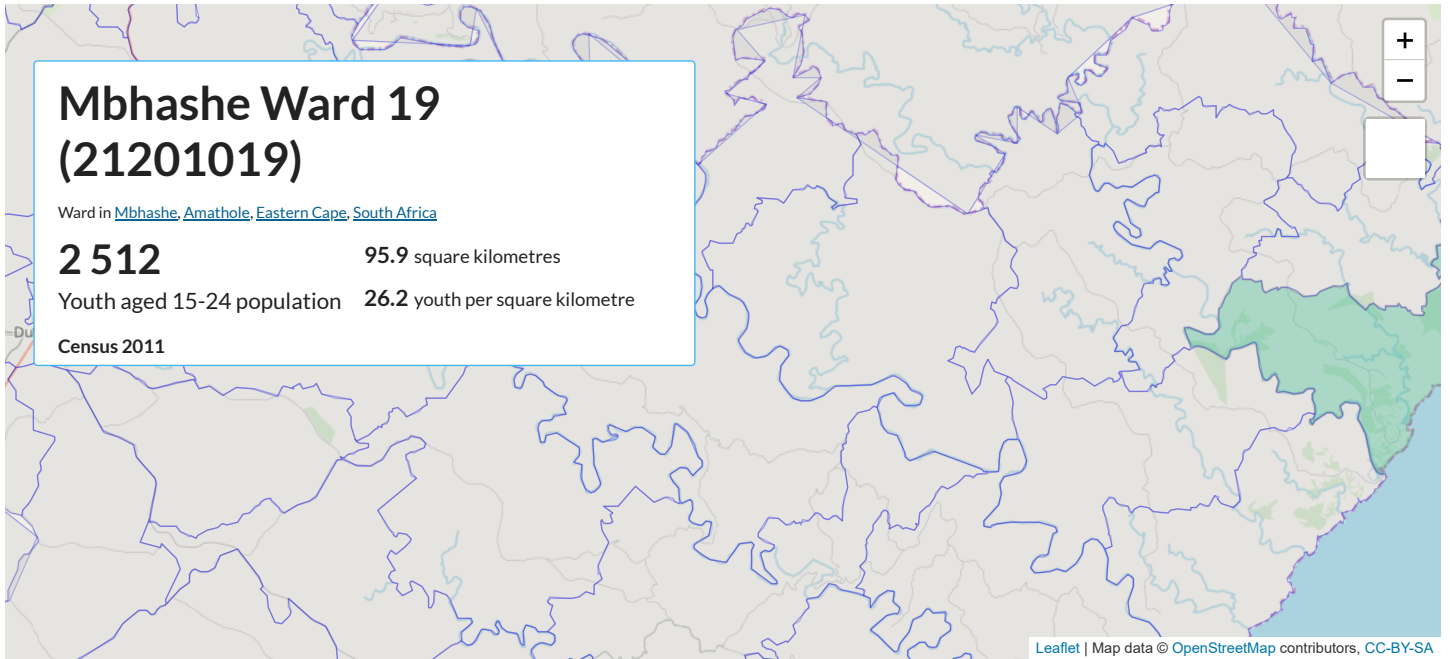 Mbhashe Ward 19
(21201019)
Ward in Mbhashe, Amathole, Eastern Cape, South Africa
2 512
Youth aged 15-24 population
95.9 square kilometres
26.2 youth per square kilometre
Census 2011
Du
+
−
Leaflet | Map data © OpenStreetMap contributors, CC-BY-SA